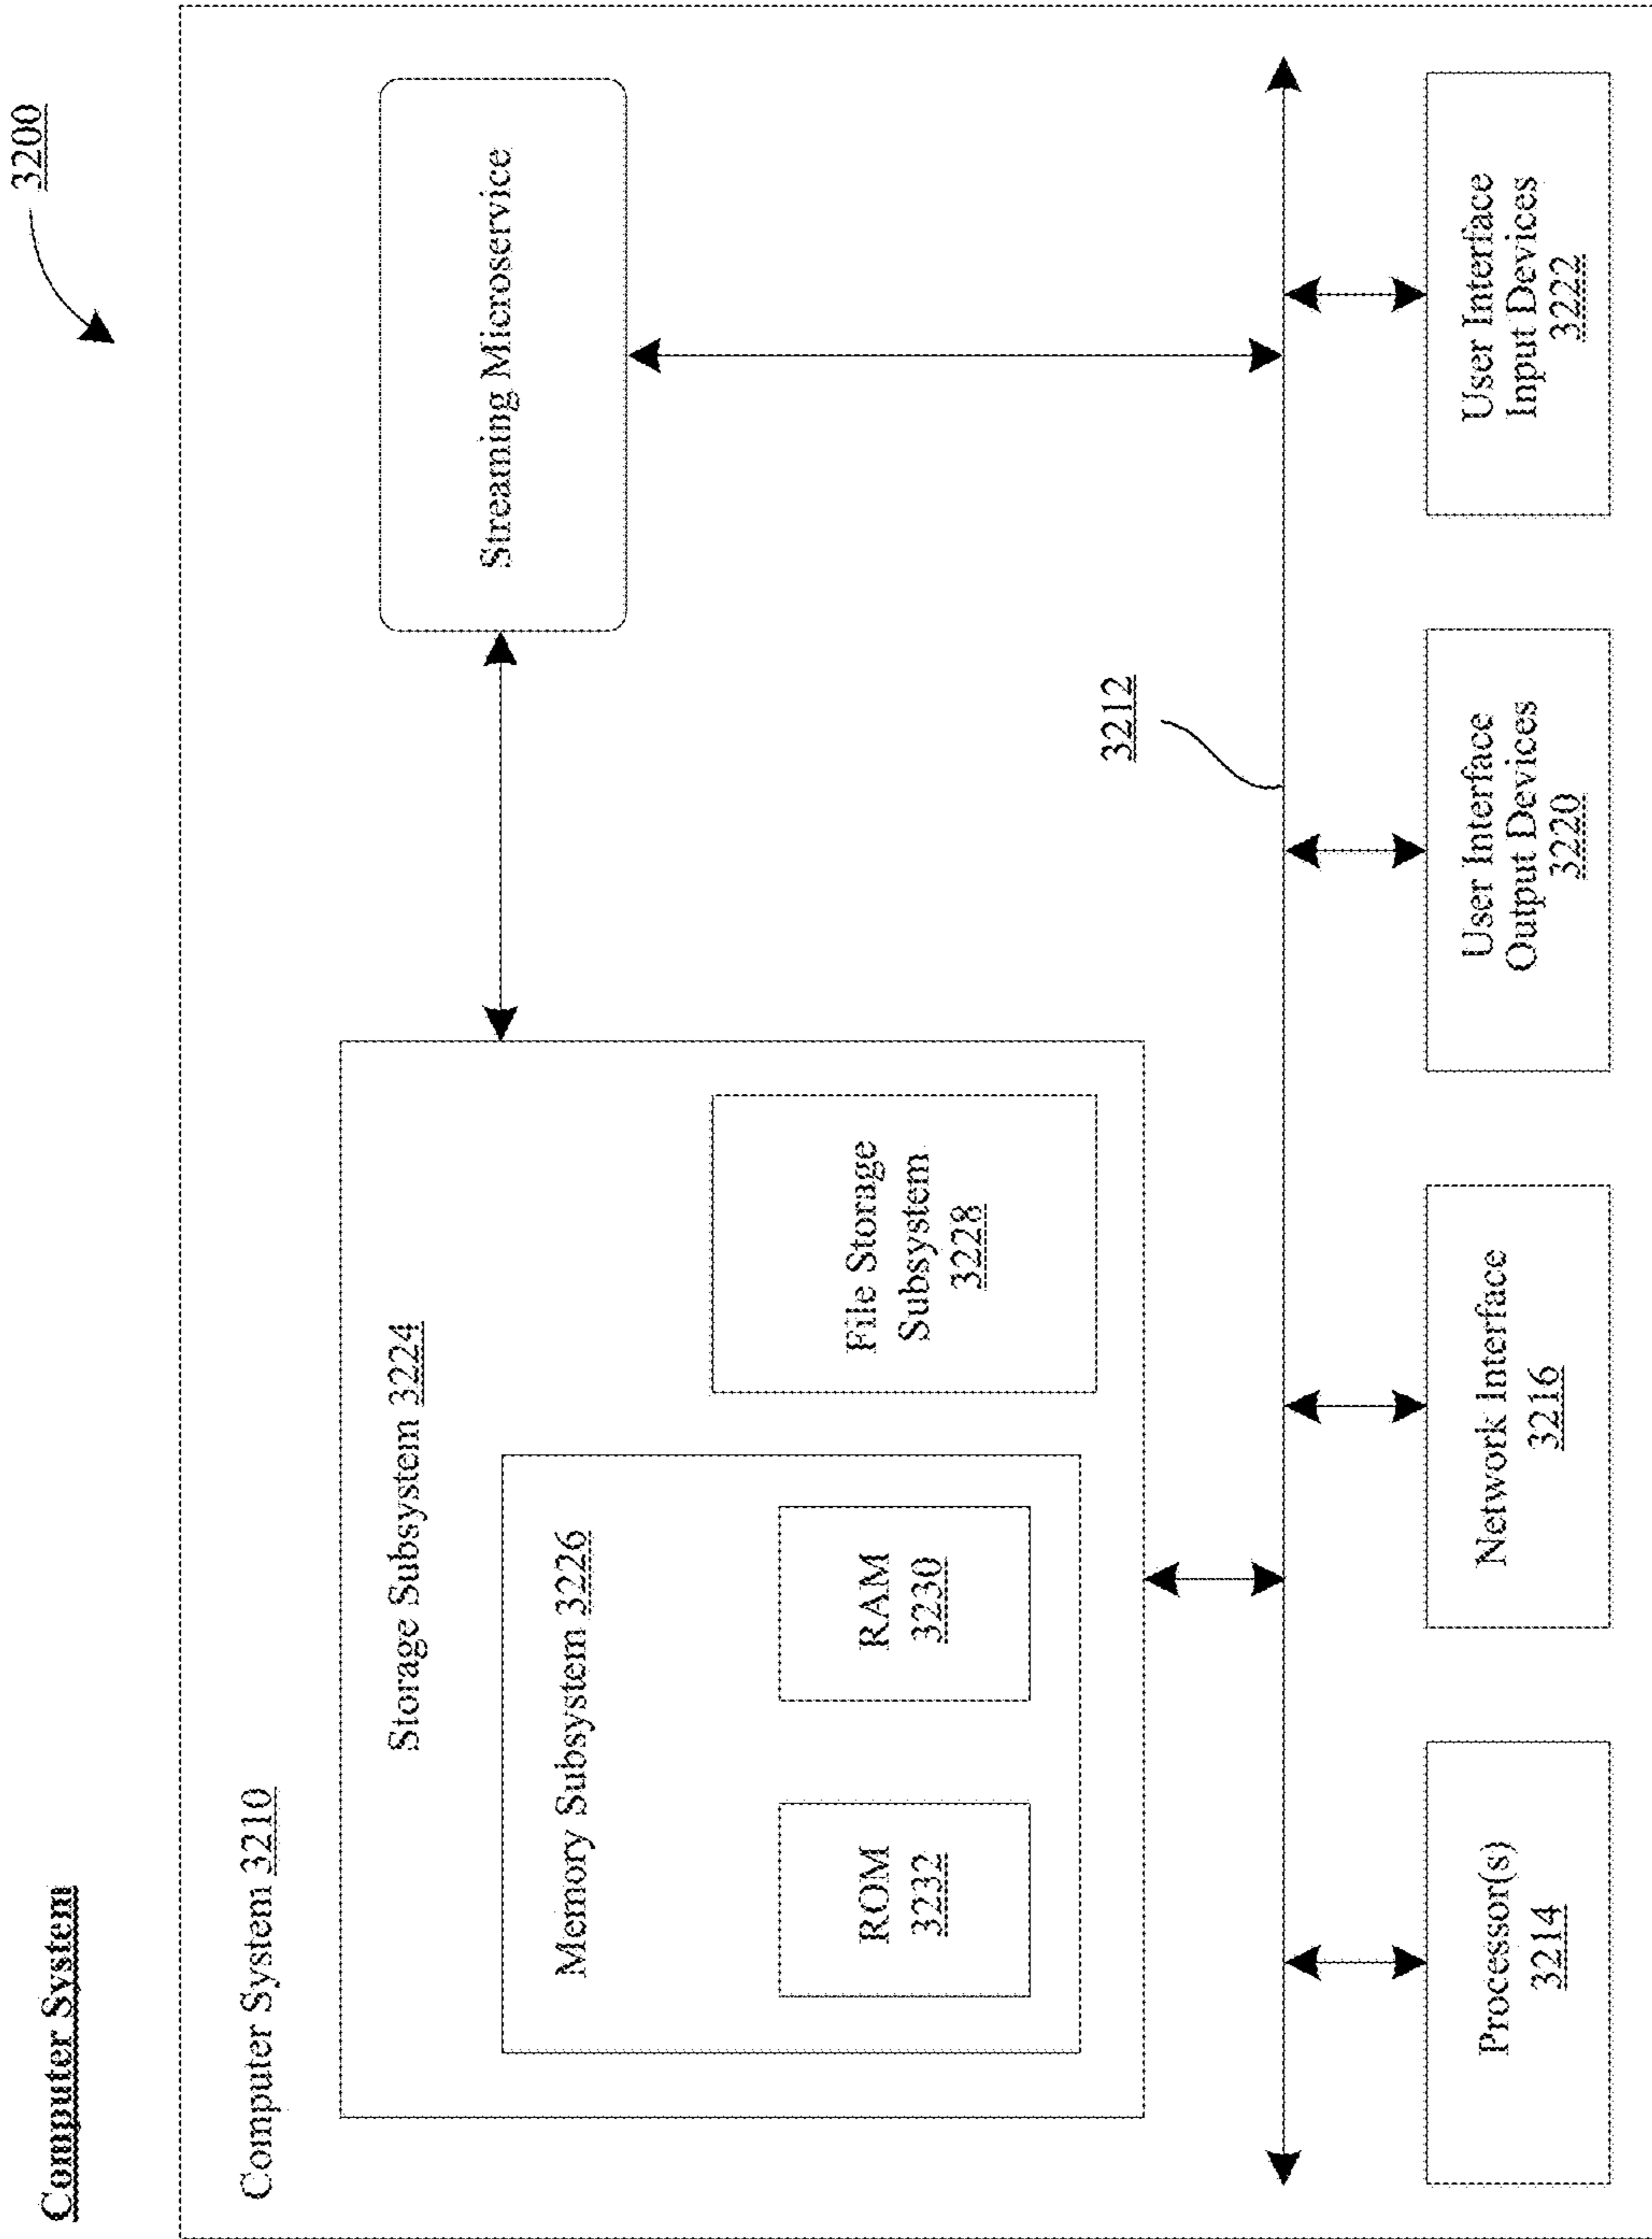 Computer System
3200
Computer System 3210
Storage Subsystem 3224
Memory Subsystem 3226
ROM
3232
RAM
3230
File Storage
Subsystem
3228
Streaming Microservice
3212
Processor(s)
3214
Network Interface
3216
User Interface
Output Devices
3220
User Interface
Input Devices
3222